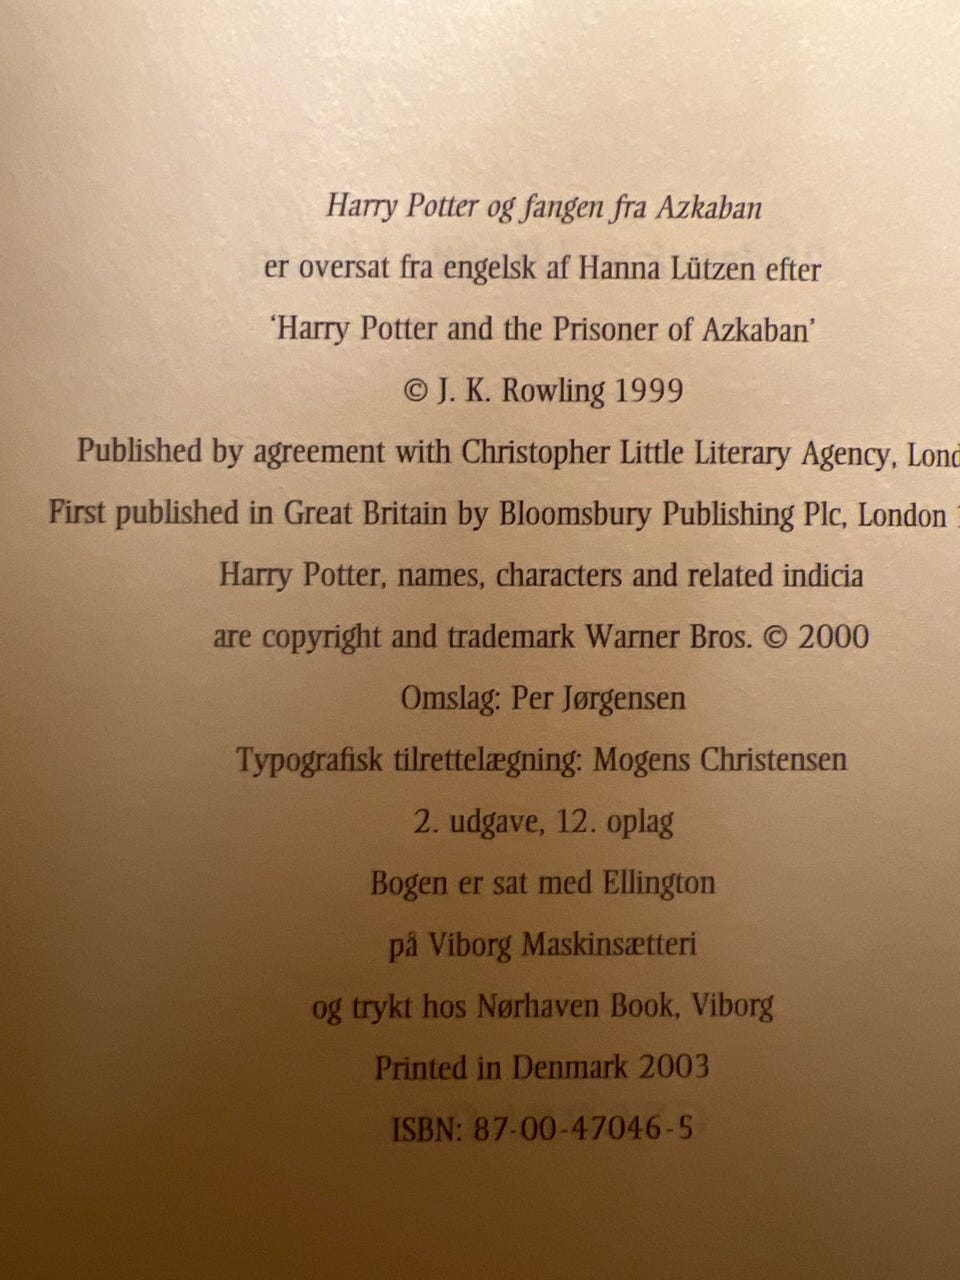 Harry Potter og fangen fra Azkaban
er oversat fra engelsk af Hanna Lützen efter
‘Harry Potter and the Prisoner of Azkaban’
© J. K. Rowling 1999
Published by agreement with Christopher Little Literary Agency,
First published in Great Britain by Bloomsbury Publishing Plc, London
Harry Potter, names, characters and related indicia
are copyright and trademark Warner Bros. © 2000
Omslag: Per Jørgensen
Typografisk tilrettelægning: Mogens Christensen
2. udgave, 12. oplag
Bogen er sat med Ellington
på Viborg Maskinsætteri
og trykt hos Nørhaven Book, Viborg
Printed in Denmark 2003
ISBN: 87-00-47046-5